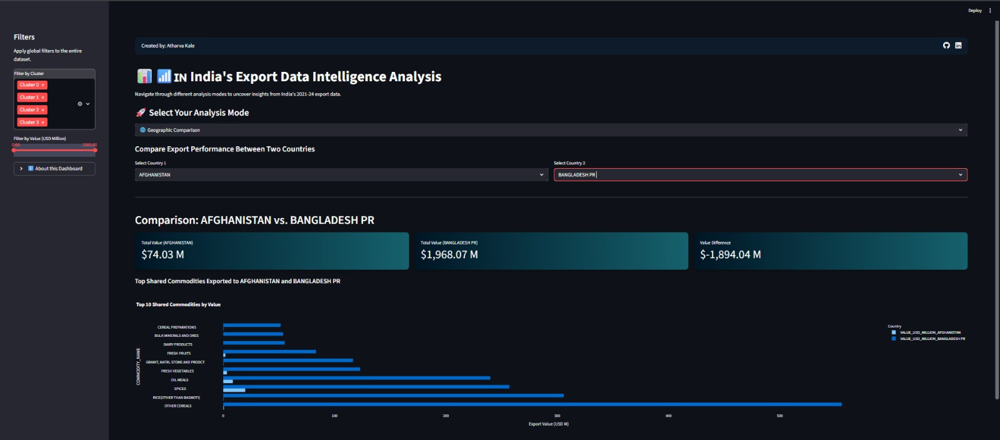 Deploy
Filters
Apply global filters to the entire
dataset.
Filter by Cluster
Cluster 0 ×
Cluster 1 ×
Cluster 2 ×
Cluster 3 ×
Filter by Value (USD Million)
0.00
1582.65
About this Dashboard
Created by: Atharva Kale
IN India's Export Data Intelligence Analysis
Navigate through different analysis modes to uncover insights from India's 2021-24 export data.
Select Your Analysis Mode
Geographic Comparison
Compare Export Performance Between Two Countries
Select Country 1
AFGHANISTAN
Select Country 2
BANGLADESH PR
Comparison: AFGHANISTAN vs. BANGLADESH PR
Total Value (AFGHANISTAN)
$74.03 M
Total Value (BANGLADESH PR)
$1,968.07 M
Value Difference
$-1,894.04 M
Top Shared Commodities Exported to AFGHANISTAN and BANGLADESH PR
Top 10 Shared Commodities by Value
COMMODITY_NAME
CEREAL PREPARATIONS
BULK MINERALS AND ORES
DAIRY PRODUCTS
FRESH FRUITS
GRANIT, NATRL STONE AND PRODCT
FRESH VEGETABLES
OIL MEALS
SPICES
RICE(OTHER THAN BASMOTI)
OTHER CEREALS
0
100
200
300
400
500
Export Value (USD M)
Country
VALUE_USD_MILLION_AFGHANISTAN
VALUE_USD_MILLION_BANGLADESH PR